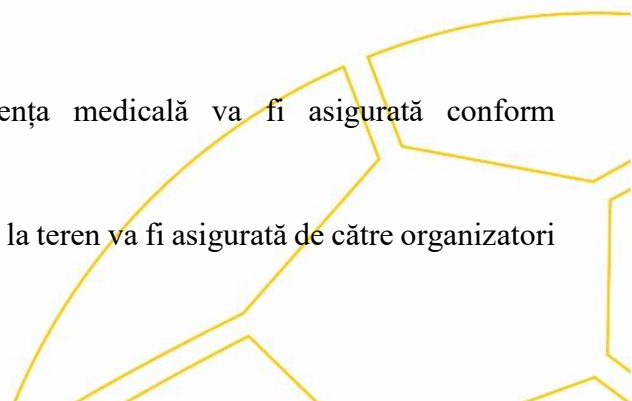 ența medicală va fi asigurată conform
la teren va fi asigurată de către organizatori